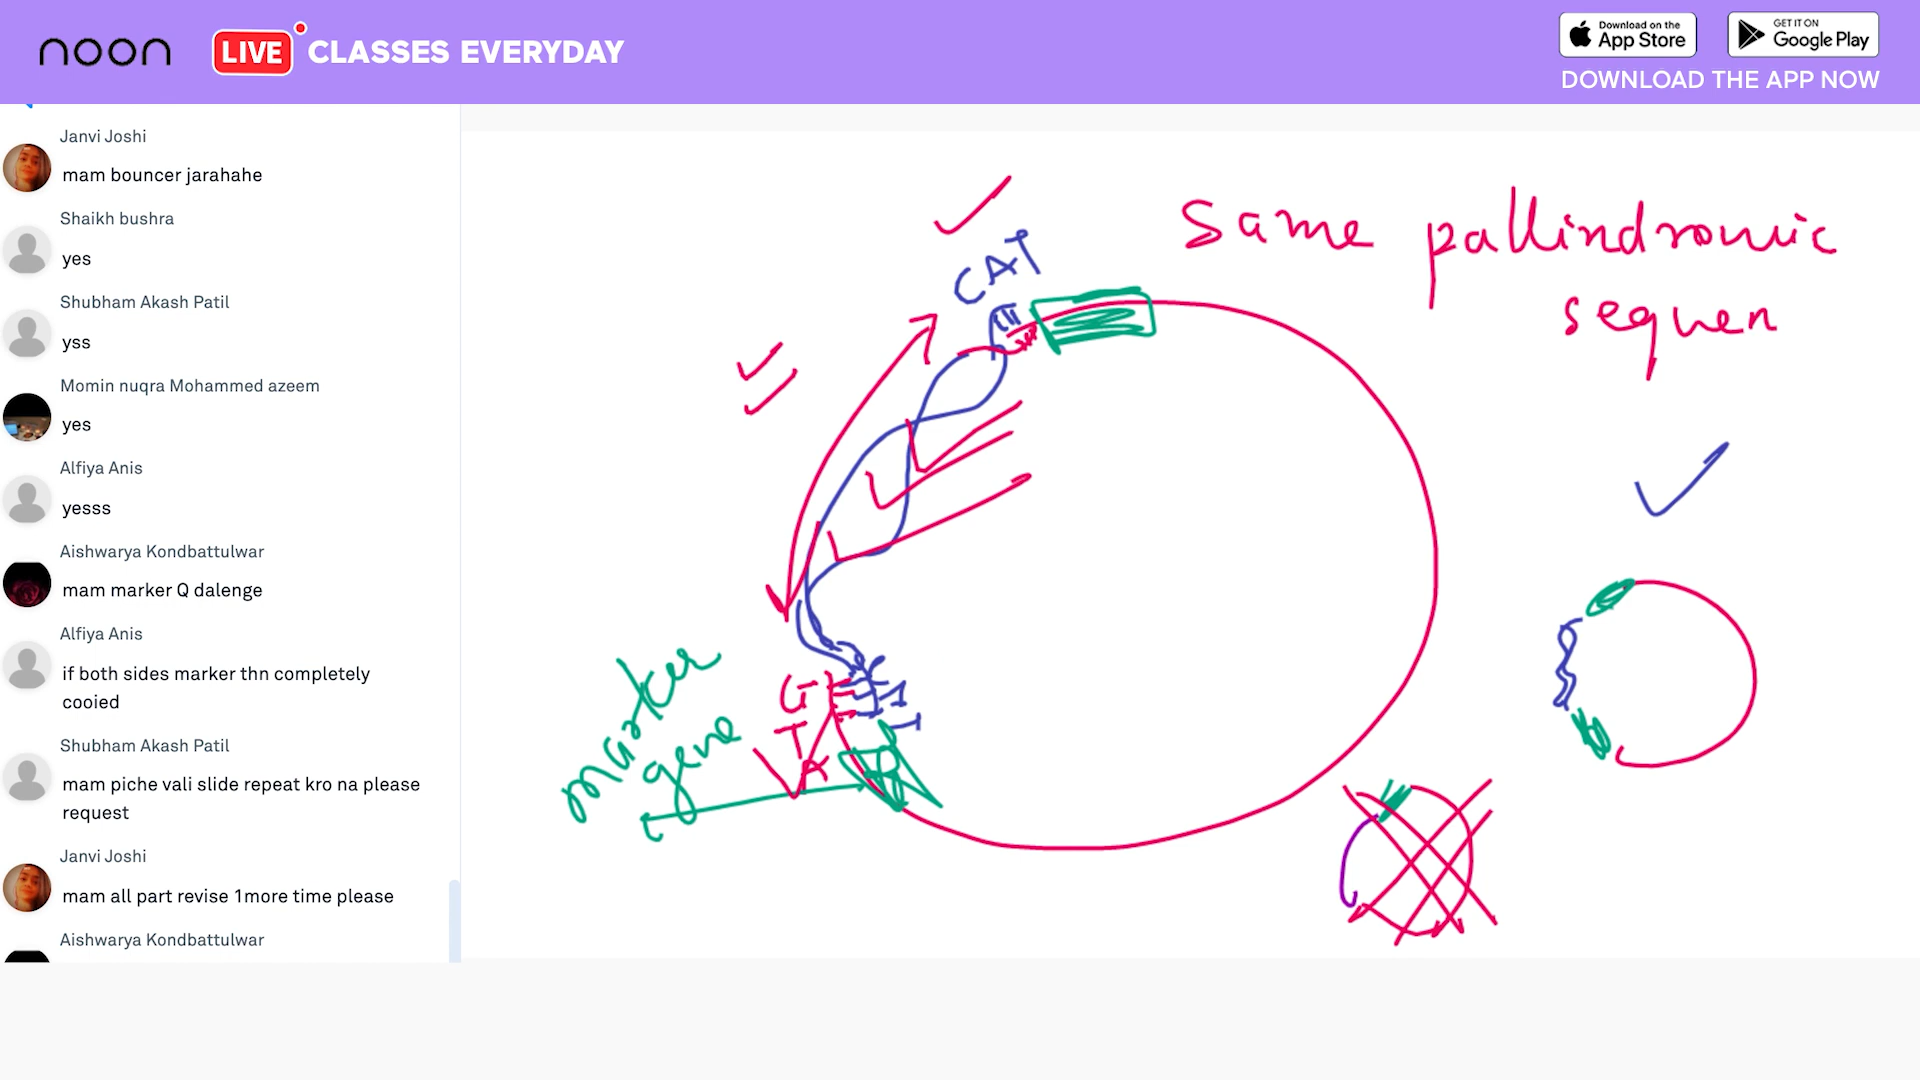 noon LIVE CLASSES EVERYDAY
Download on the App Store
GET IT ON Google Play
DOWNLOAD THE APP NOW
Janvi Joshi
mam bouncer jarahahe
Shaikh bushra
yes
Shubham Akash Patil
yss
Momin nuqra Mohammed azeem
yes
Alfiya Anis
yesss
Aishwarya Kondbattulwar
mam marker Q dalenge
Alfiya Anis
if both sides marker thn completely
cooied
Shubham Akash Patil
mam piche vali slide repeat kro na please
request
Janvi Joshi
mam all part revise 1more time please
Aishwarya Kondbattulwar
Same pallindromic
sequen
CAT
G
T
A
marker
gene